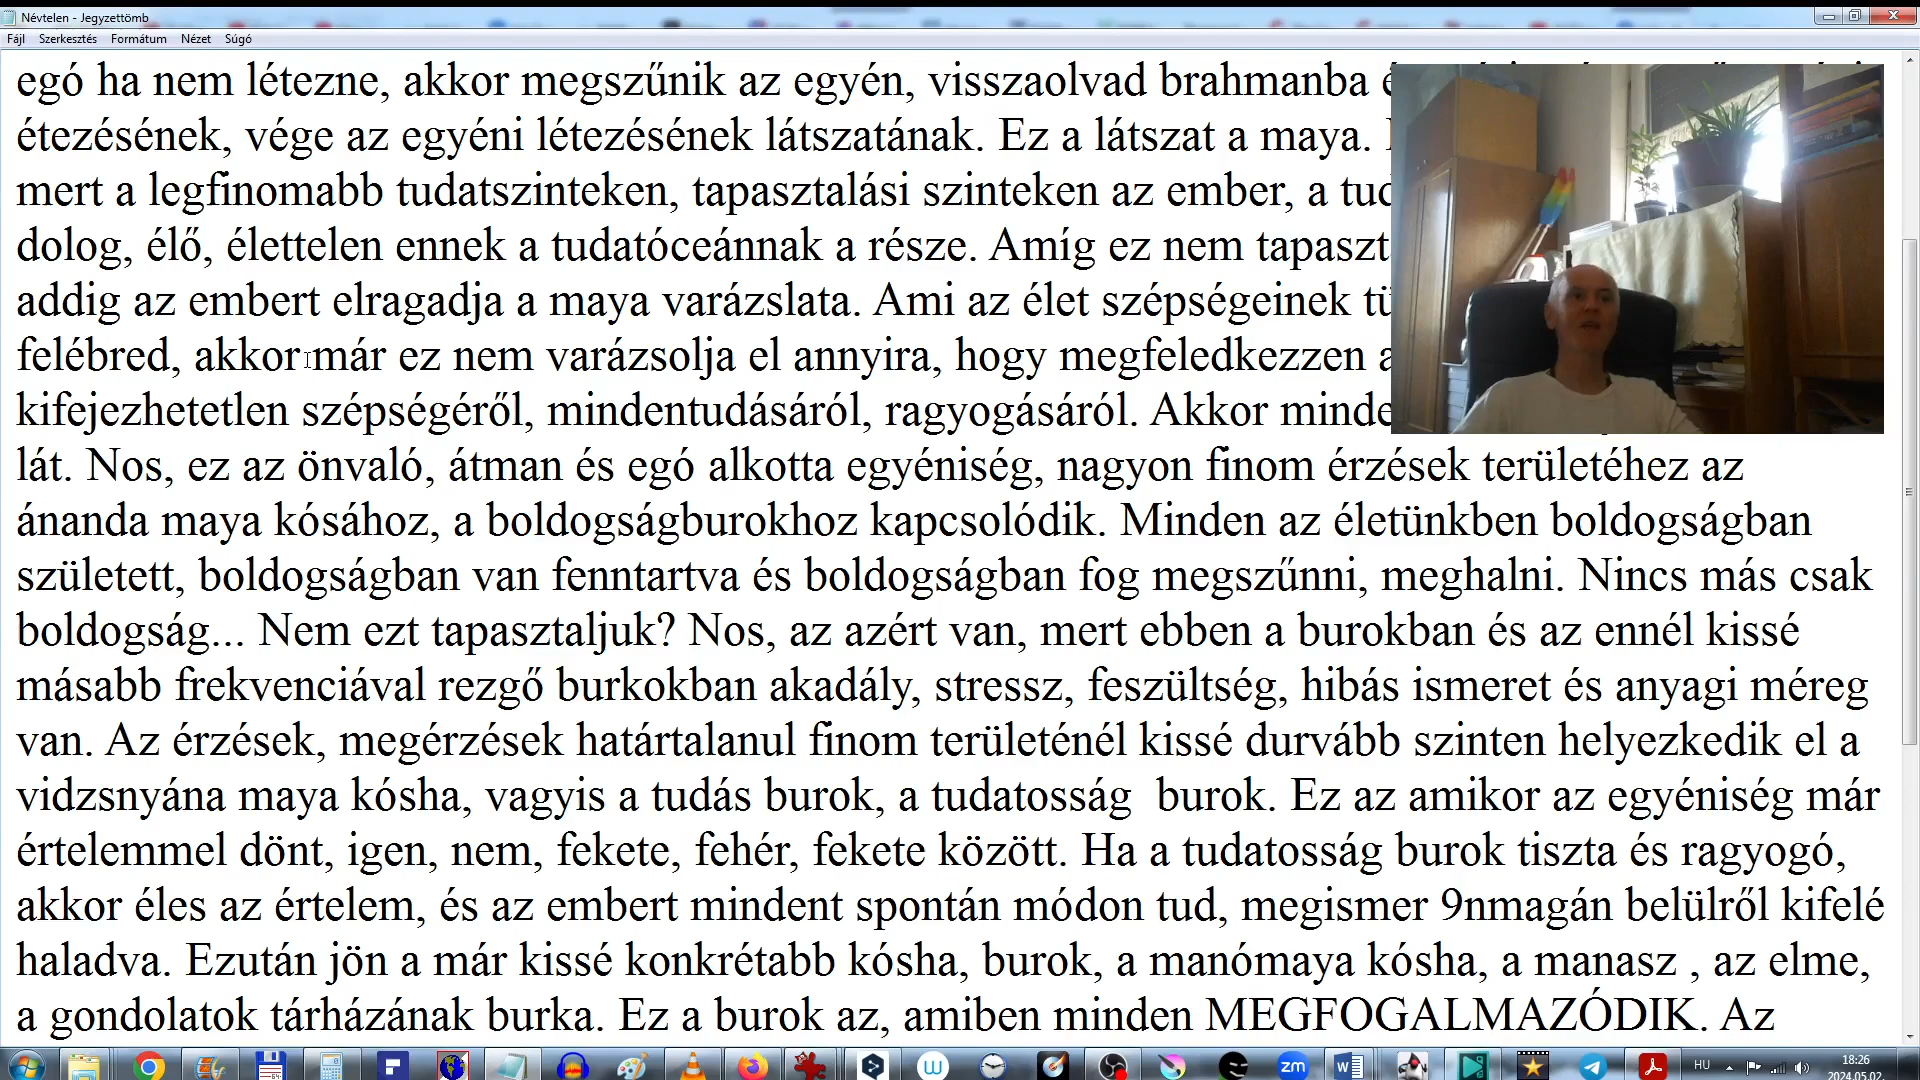 Névtelen - Jegyzettömb
Fájl Szerkesztés Formátum Nézet Súgó
egó ha nem létezne, akkor megszűnik az egyén, visszaolvad brahmanba
étezésének, vége az egyéni létezésének látszatának. Ez a látszat a maya.
mert a legfinomabb tudatszinteken, tapasztalási szinteken az ember, a
dolog, élő, élettelen ennek a tudatóceánnak a része. Amíg ez nem
addig az embert elragadja a maya varázslata. Ami az élet szépségeinek
felébred, akkor már ez nem varázsolja el annyira, hogy megfeledkezzen
kifejezhetetlen szépségéről, mindentudásáról, ragyogásáról. Akkor
lát. Nos, ez az önvaló, átman és egó alkotta egyéniség, nagyon finom érzések területéhez az
ánanda maya kósához, a boldogságburokhoz kapcsolódik. Minden az életünkben boldogságban
született, boldogságban van fenntartva és boldogságban fog megszűnni, meghalni. Nincs más csak
boldogság... Nem ezt tapasztaljuk? Nos, az azért van, mert ebben a burokban és az ennél kissé
másabb frekvenciával rezgő burkokban akadály, stressz, feszültség, hibás ismeret és anyagi méreg
van. Az érzések, megérzések határtalanul finom területénél kissé durvább szinten helyezkedik el a
vidzsnyána maya kósha, vagyis a tudás burok, a tudatosság  burok. Ez az amikor az egyéniség már
értelemmel dönt, igen, nem, fekete, fehér, fekete között. Ha a tudatosság burok tiszta és ragyogó,
akkor éles az értelem, és az embert mindent spontán módon tud, megismer 9nmagán belülről kifelé
haladva. Ezután jön a már kissé konkrétabb kósha, burok, a manómaya kósha, a manasz , az elme,
a gondolatok tárházának burka. Ez a burok az, amiben minden MEGFOGALMAZÓDIK. Az
HU
18:26
2024.05.02.